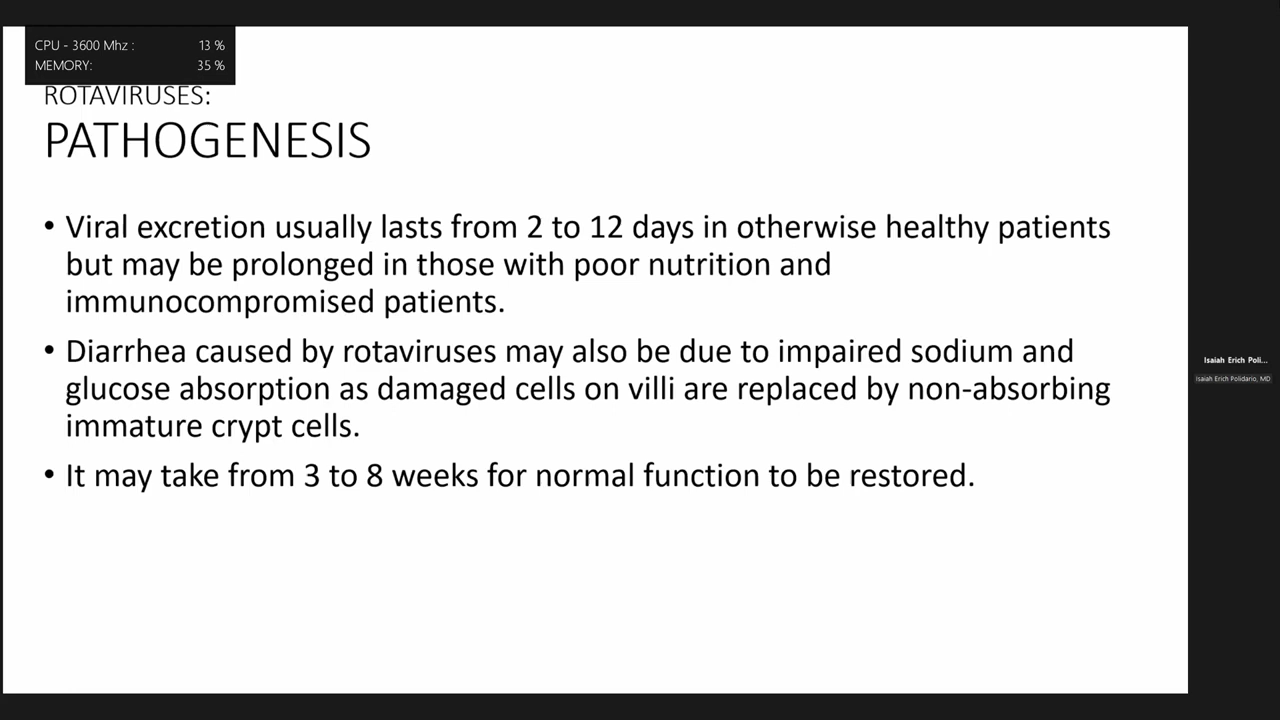 CPU - 3600 Mhz : 13 %
MEMORY: 35 %
ROTAVIRUSES:
PATHOGENESIS
• Viral excretion usually lasts from 2 to 12 days in otherwise healthy patients
but may be prolonged in those with poor nutrition and
immunocompromised patients.
• Diarrhea caused by rotaviruses may also be due to impaired sodium and
glucose absorption as damaged cells on villi are replaced by non-absorbing
immature crypt cells.
• It may take from 3 to 8 weeks for normal function to be restored.
Isaiah Erich Poli...
Isaiah Erich Polidario, MD